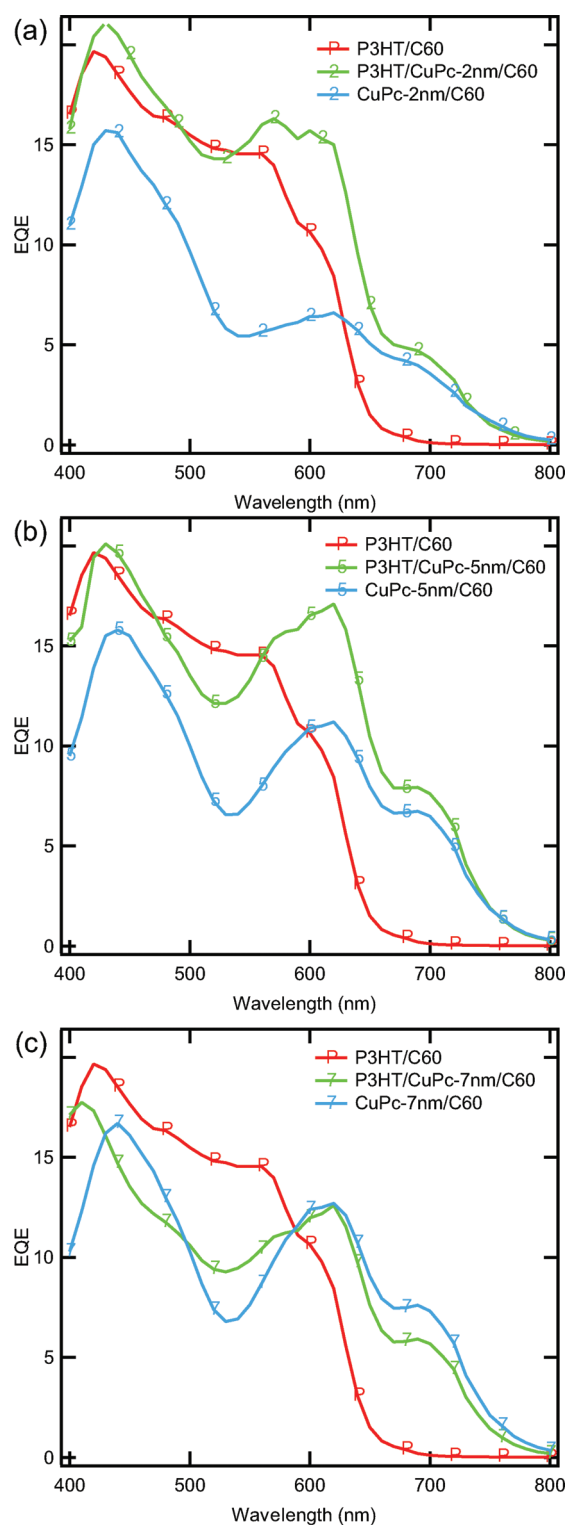 (a)
P3HT/C60
P3HT/CuPc-2nm/C60
CuPc-2nm/C60
15
10
5
0
EQE
400 500 600 700 800
Wavelength (nm)
(b)
P3HT/C60
P3HT/CuPc-5nm/C60
CuPc-5nm/C60
15
10
5
0
EQE
400 500 600 700 800
Wavelength (nm)
(c)
P3HT/C60
P3HT/CuPc-7nm/C60
CuPc-7nm/C60
15
10
5
0
EQE
400 500 600 700 800
Wavelength (nm)